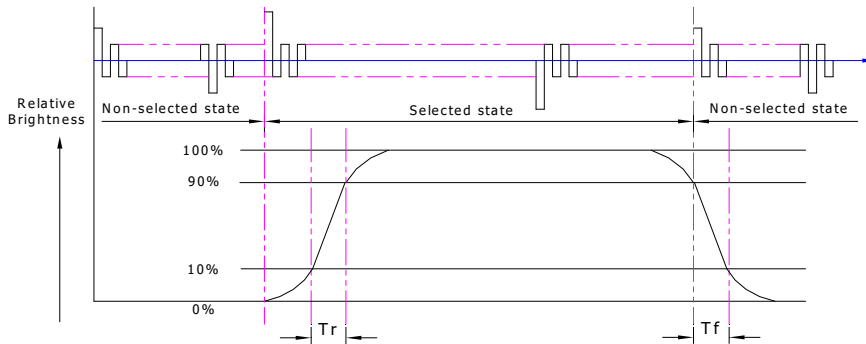 Relative
Brightness
Non-selected state
Selected state
Non-selected state
100%
90%
10%
0%
Tr
Tf